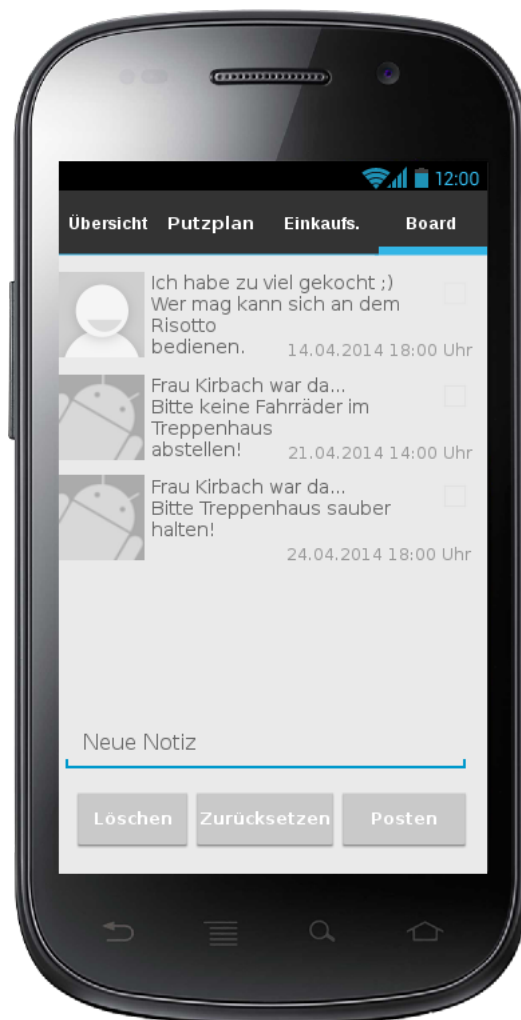 12:00
Übersicht Putzplan Einkaufs. Board
Ich habe zu viel gekocht ;)
Wer mag kann sich an dem
Risotto
bedienen. 14.04.2014 18:00 Uhr
Frau Kirbach war da...
Bitte keine Fahrräder im
Treppenhaus
abstellen! 21.04.2014 14:00 Uhr
Frau Kirbach war da...
Bitte Treppenhaus sauber
halten!
24.04.2014 18:00 Uhr
Neue Notiz
Löschen Zurücksetzen Posten